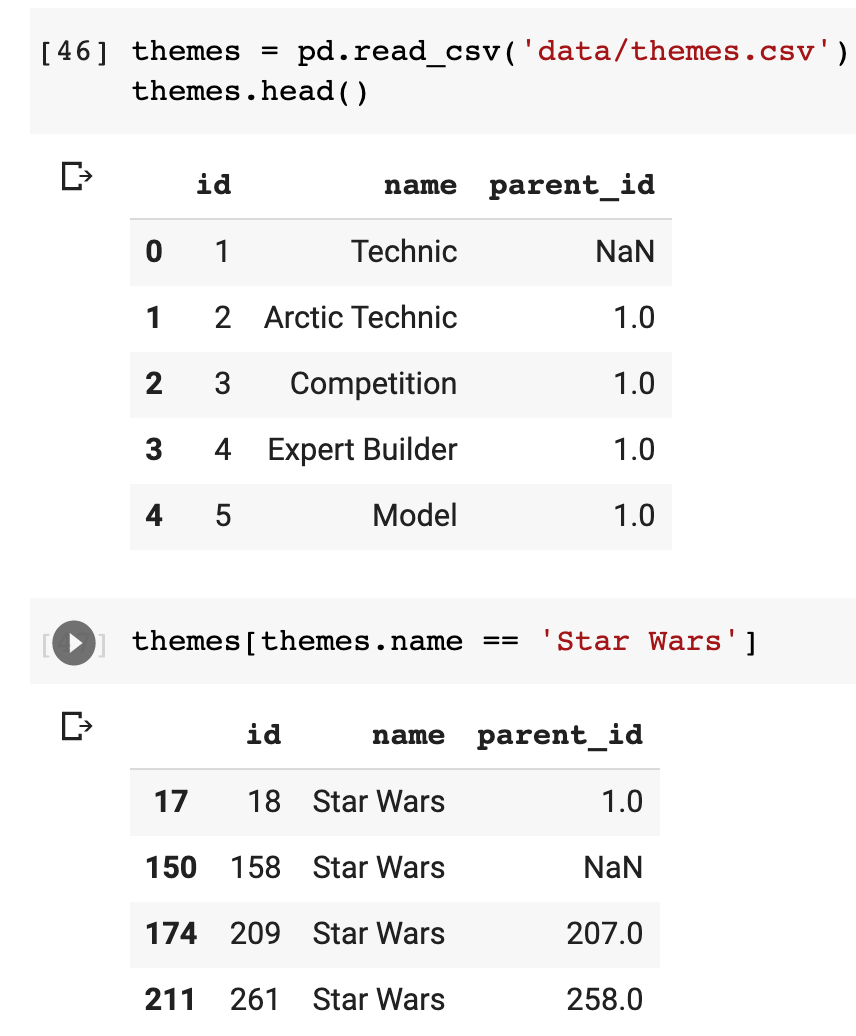 [46] themes = pd.read_csv('data/themes.csv')
themes.head()
id name parent_id
0 1 Technic NaN
1 2 Arctic Technic 1.0
2 3 Competition 1.0
3 4 Expert Builder 1.0
4 5 Model 1.0
themes[themes.name == 'Star Wars']
id name parent_id
17 18 Star Wars 1.0
150 158 Star Wars NaN
174 209 Star Wars 207.0
211 261 Star Wars 258.0